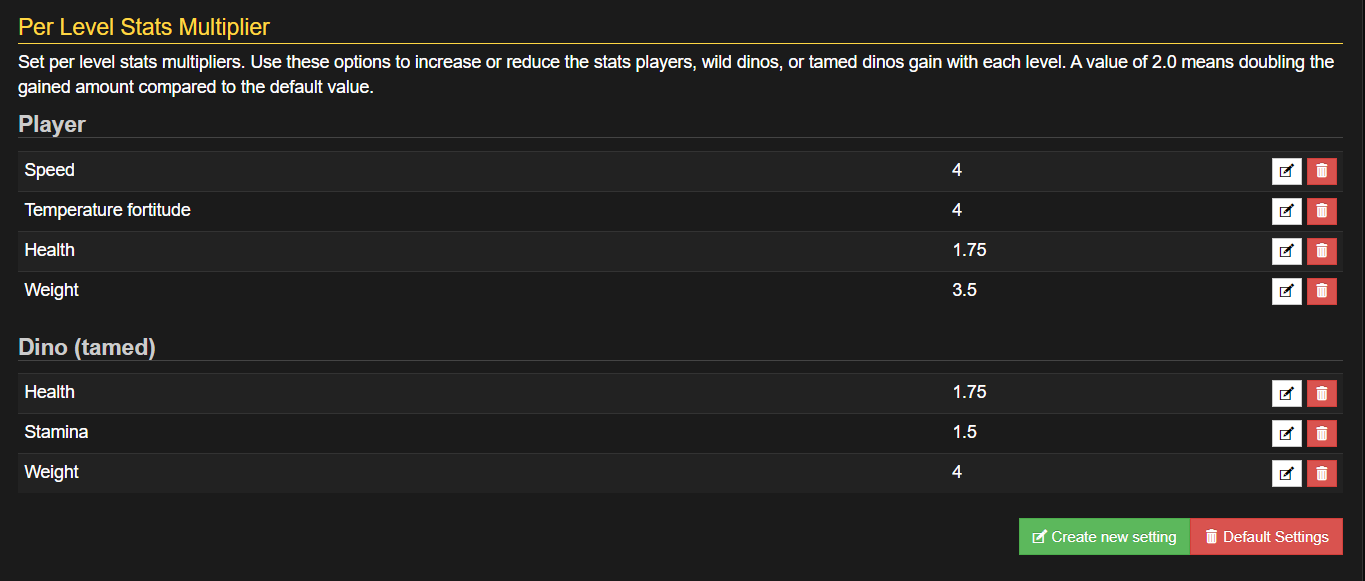 Per Level Stats Multiplier
Set per level stats multipliers. Use these options to increase or reduce the stats players, wild dinos, or tamed dinos gain with each level. A value of 2.0 means doubling the
gained amount compared to the default value.
Player
Speed 4
Temperature fortitude 4
Health 1.75
Weight 3.5
Dino (tamed)
Health 1.75
Stamina 1.5
Weight 4
Create new setting Default Settings